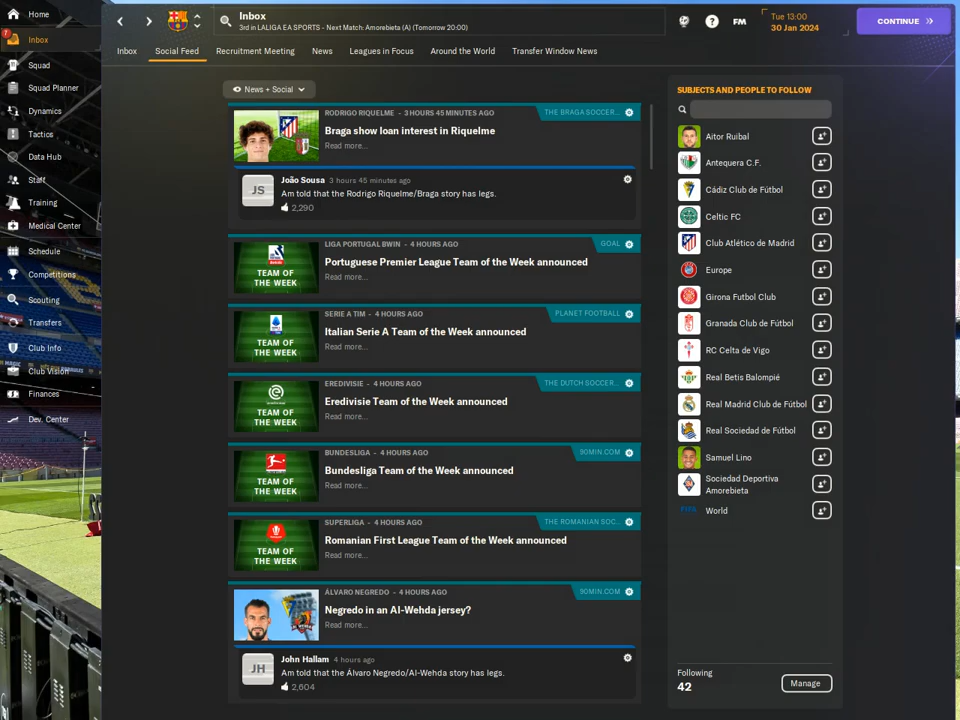 Home
Inbox
Squad
Squad Planner
Dynamics
Tactics
Data Hub
Staff
Training
Medical Center
Schedule
Competitions
Scouting
Transfers
Club Info
Club Vision
Finances
Dev. Center
Inbox
3rd in LALIGA EA SPORTS - Next Match: Amorebieta (A) (Tomorrow 20:00)
?
FM
Tue 13:00
30 Jan 2024
CONTINUE
Inbox
Social Feed
Recruitment Meeting
News
Leagues in Focus
Around the World
Transfer Window News
News + Social
RODRIGO RIQUELME - 3 HOURS 45 MINUTES AGO
THE BRAGA SOCCER...
Braga show loan interest in Riquelme
Read more...
JS
João Sousa 3 hours 45 minutes ago
Am told that the Rodrigo Riquelme/Braga story has legs.
2,290
LIGA PORTUGAL BWIN - 4 HOURS AGO
GOAL
TEAM OF
THE WEEK
Portuguese Premier League Team of the Week announced
Read more...
SERIE A TIM - 4 HOURS AGO
PLANET FOOTBALL
TEAM OF
THE WEEK
Italian Serie A Team of the Week announced
Read more...
EREDIVISIE - 4 HOURS AGO
THE DUTCH SOCCER...
TEAM OF
THE WEEK
Eredivisie Team of the Week announced
Read more...
BUNDESLIGA - 4 HOURS AGO
90MIN.COM
TEAM OF
THE WEEK
Bundesliga Team of the Week announced
Read more...
SUPERLIGA - 4 HOURS AGO
THE ROMANIAN SOC...
TEAM OF
THE WEEK
Romanian First League Team of the Week announced
Read more...
ÁLVARO NEGREDO - 4 HOURS AGO
90MIN.COM
Negredo in an Al-Wehda jersey?
Read more...
JH
John Hallam 4 hours ago
Am told that the Álvaro Negredo/Al-Wehda story has legs.
2,604
SUBJECTS AND PEOPLE TO FOLLOW
Aitor Ruibal
Antequera C.F.
Cádiz Club de Fútbol
Celtic FC
Club Atlético de Madrid
Europe
Girona Futbol Club
Granada Club de Fútbol
RC Celta de Vigo
Real Betis Balompié
Real Madrid Club de Fútbol
Real Sociedad de Fútbol
Samuel Lino
Sociedad Deportiva
Amorebieta
FIFA
World
Following
42
Manage